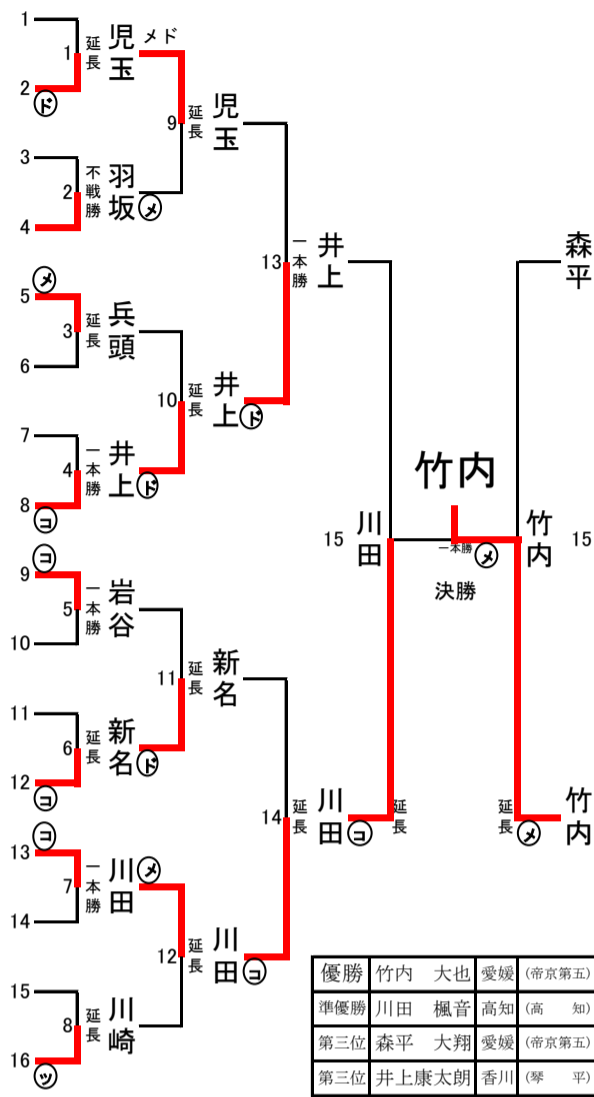 1
延長
児玉
メド
1
2
ド
延長
児玉
9
3
不戦勝
羽坂
メ
2
4
一本勝
井上
森平
13
メ
5
延長
兵頭
3
6
延長
井上
ド
10
7
一本勝
井上
ド
4
8
コ
竹内
15
川田
一本勝
メ
竹内
15
決勝
コ
9
一本勝
岩谷
5
10
延長
新名
11
11
延長
新名
ド
6
12
コ
延長
川田
コ
延長
延長
メ
竹内
14
コ
13
一本勝
川田
メ
7
14
延長
川田
コ
12
15
延長
川崎
8
16
ツ
優勝 竹内 大也 愛媛 (帝京第五)
準優勝 川田 楓音 高知 (高 知)
第三位 森平 大翔 愛媛 (帝京第五)
第三位 井上康太朗 香川 (琴 平)